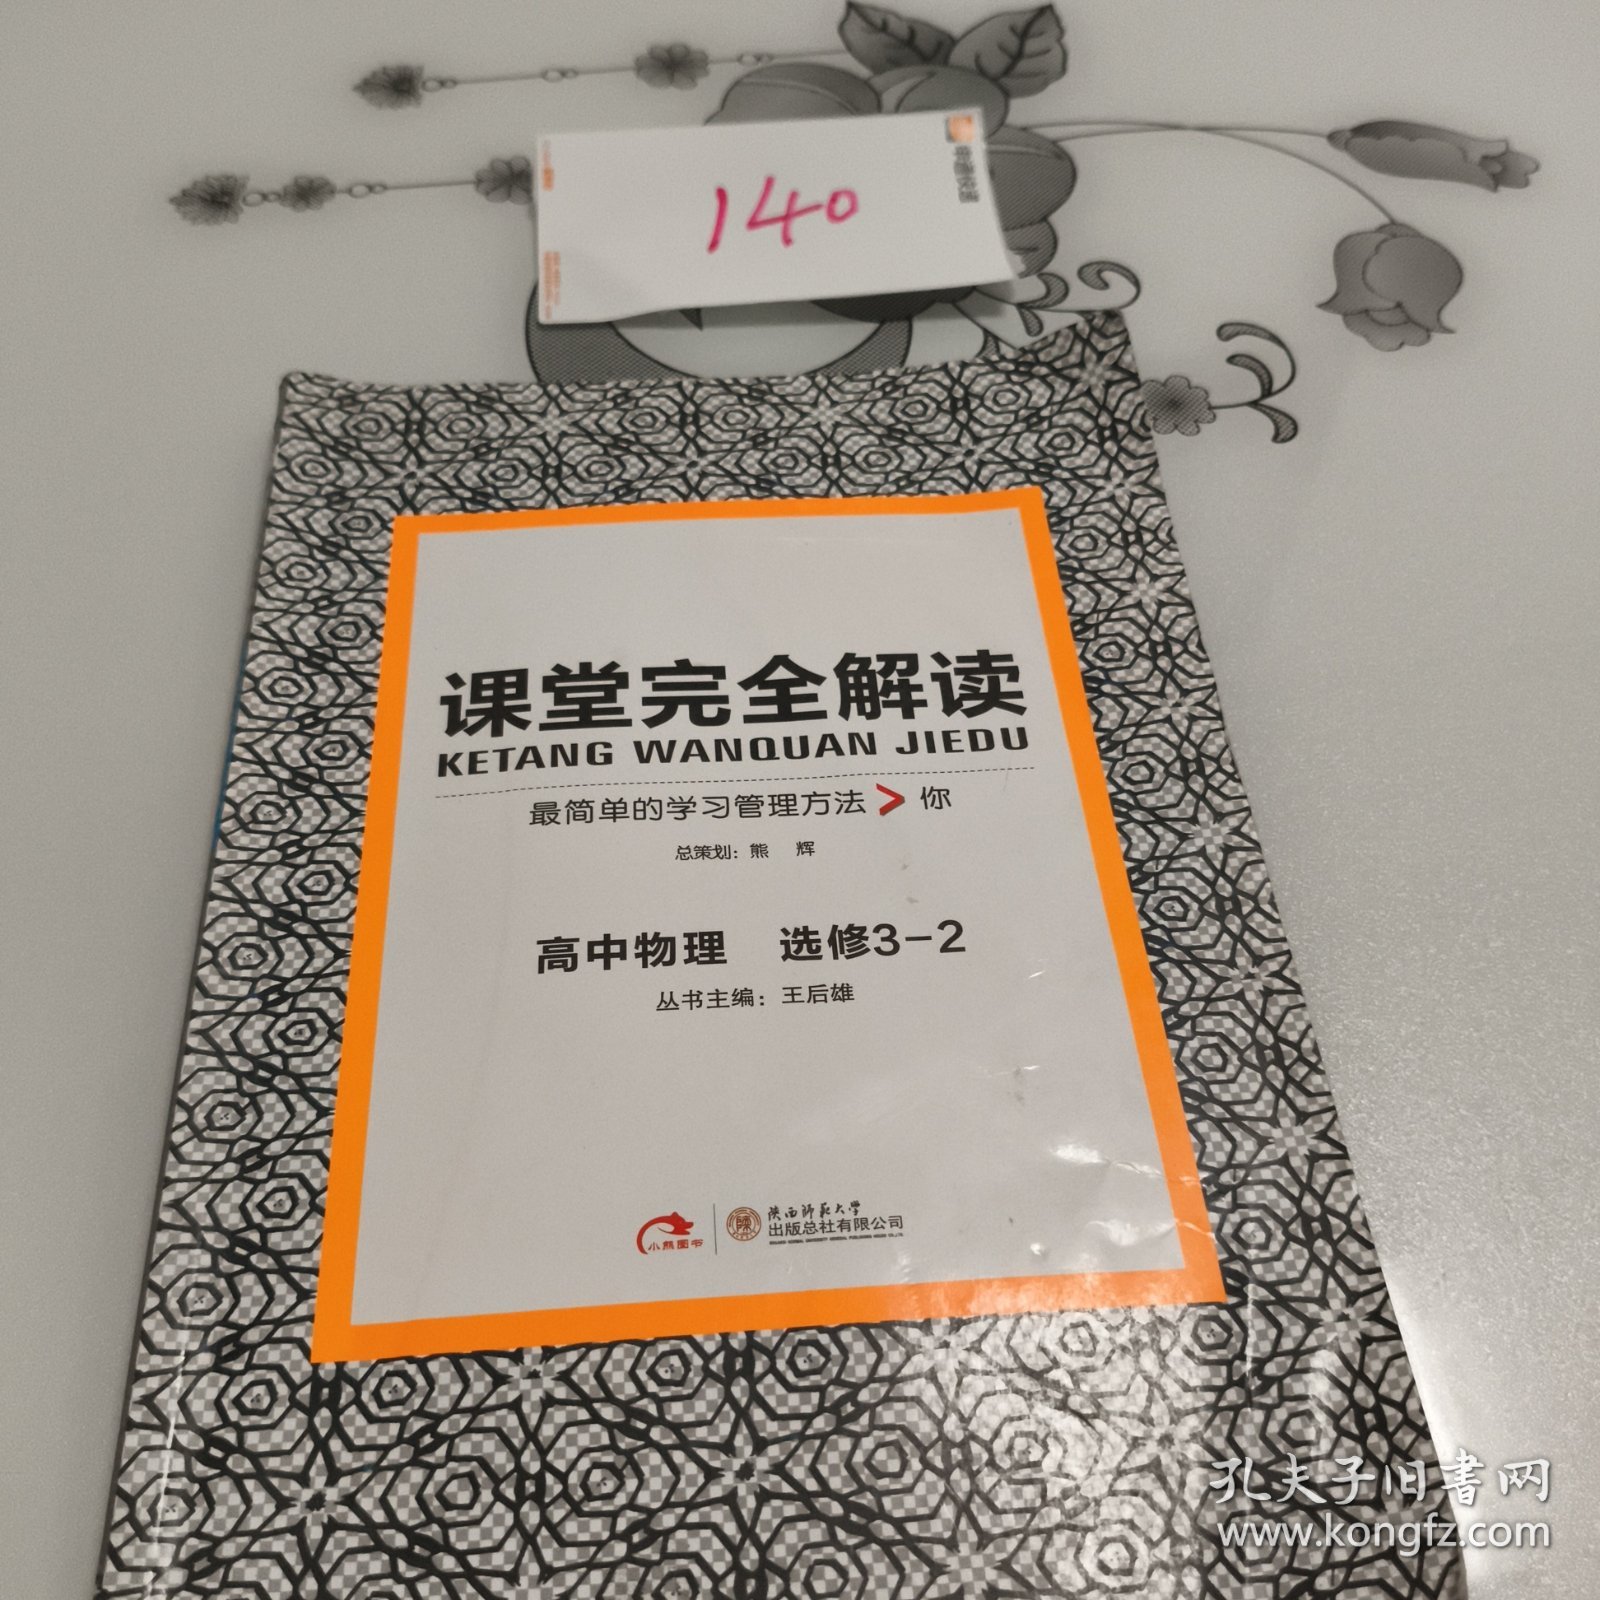 140
课堂完全解读
KETANG WANQUAN JIEDU
最简单的学习管理方法 > 你
总策划：熊 辉
高中物理 选修3-2
丛书主编：王后雄
小熊图书
陕西师范大学
出版总社有限公司
孔夫子旧书网
www.kongfz.com